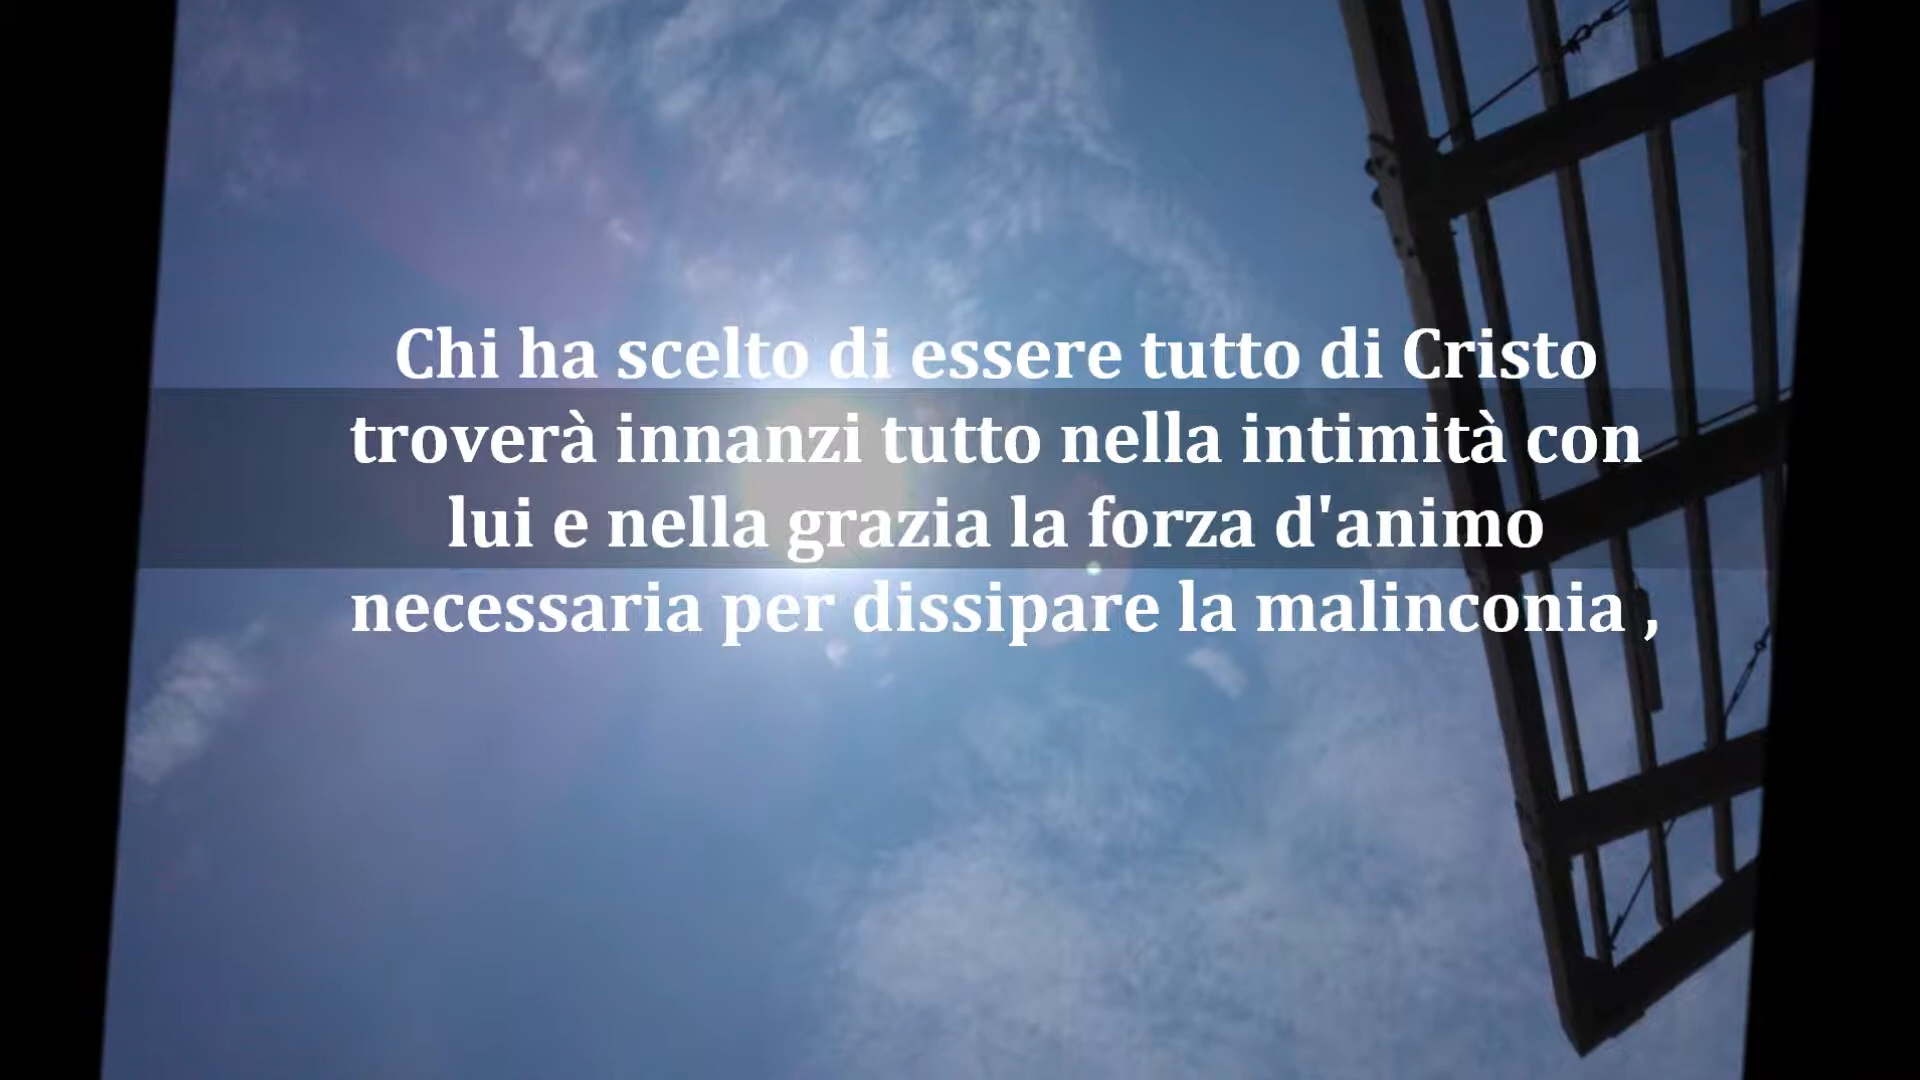 Chi ha scelto di essere tutto di Cristo
troverà innanzi tutto nella intimità con
lui e nella grazia la forza d'animo
necessaria per dissipare la malinconia ,